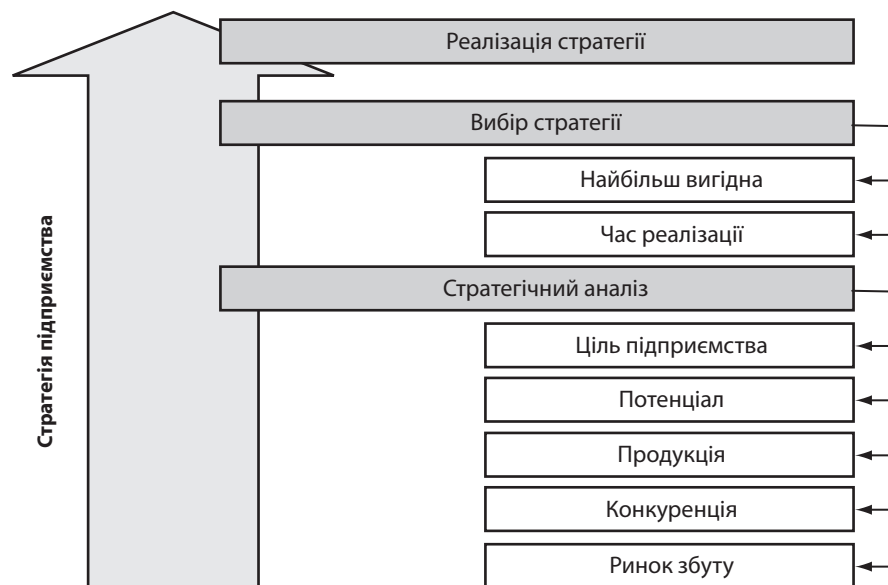 Реалізація стратегії
Вибір стратегії
Найбільш вигідна
Час реалізації
Стратегія підприємства
Стратегічний аналіз
Ціль підприємства
Потенціал
Продукція
Конкуренція
Ринок збуту